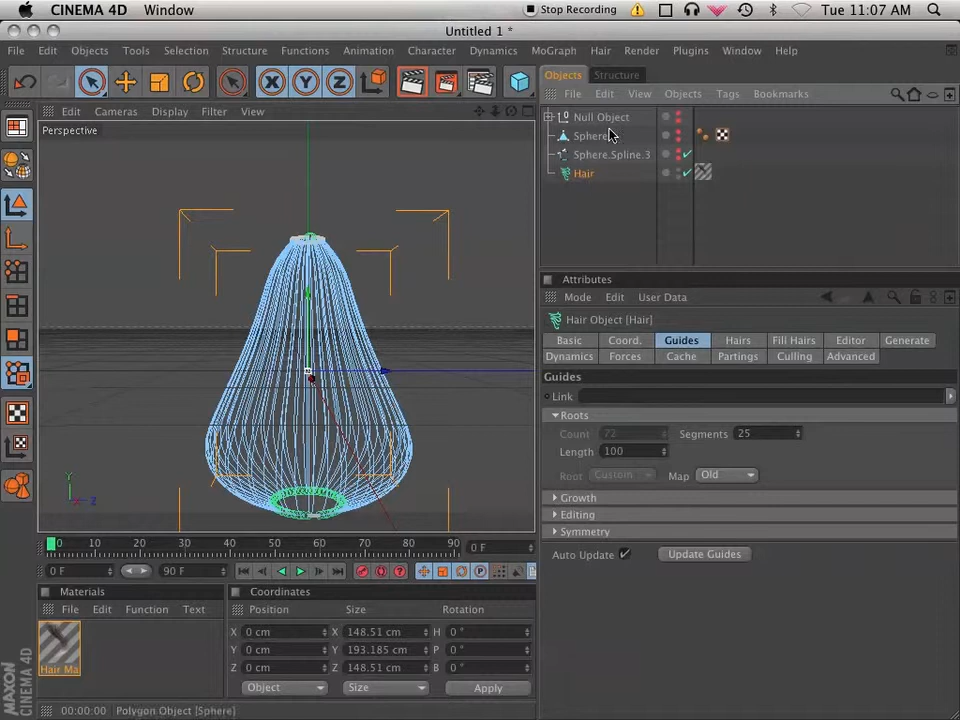 CINEMA 4D Window Stop Recording Tue 11:07 AM
Untitled 1 *
File Edit Objects Tools Selection Structure Functions Animation Character Dynamics MoGraph Hair Render Plugins Window Help
X Y Z
Objects Structure
File Edit View Objects Tags Bookmarks
Edit Cameras Display Filter View
Perspective
Null Object
Sphere
Sphere.Spline.3
Hair
Attributes
Mode Edit User Data
Hair Object [Hair]
Basic Coord. Guides Hairs Fill Hairs Editor Generate
Dynamics Forces Cache Partings Culling Advanced
Guides
Link
Roots
Count 72 Segments 25
Length 100
Root Custom Map Old
Growth
Editing
Symmetry
Auto Update Update Guides
Y
Z
0 10 20 30 40 50 60 70 80 90 0 F
0 F 90 F
Materials
File Edit Function Text
Hair Ma
Coordinates
Position Size Rotation
X 0 cm X 148.51 cm H 0 °
Y 0 cm Y 193.185 cm P 0 °
Z 0 cm Z 148.51 cm B 0 °
Object Size Apply
MAXON
CINEMA 4D
00:00:00 Polygon Object [Sphere]